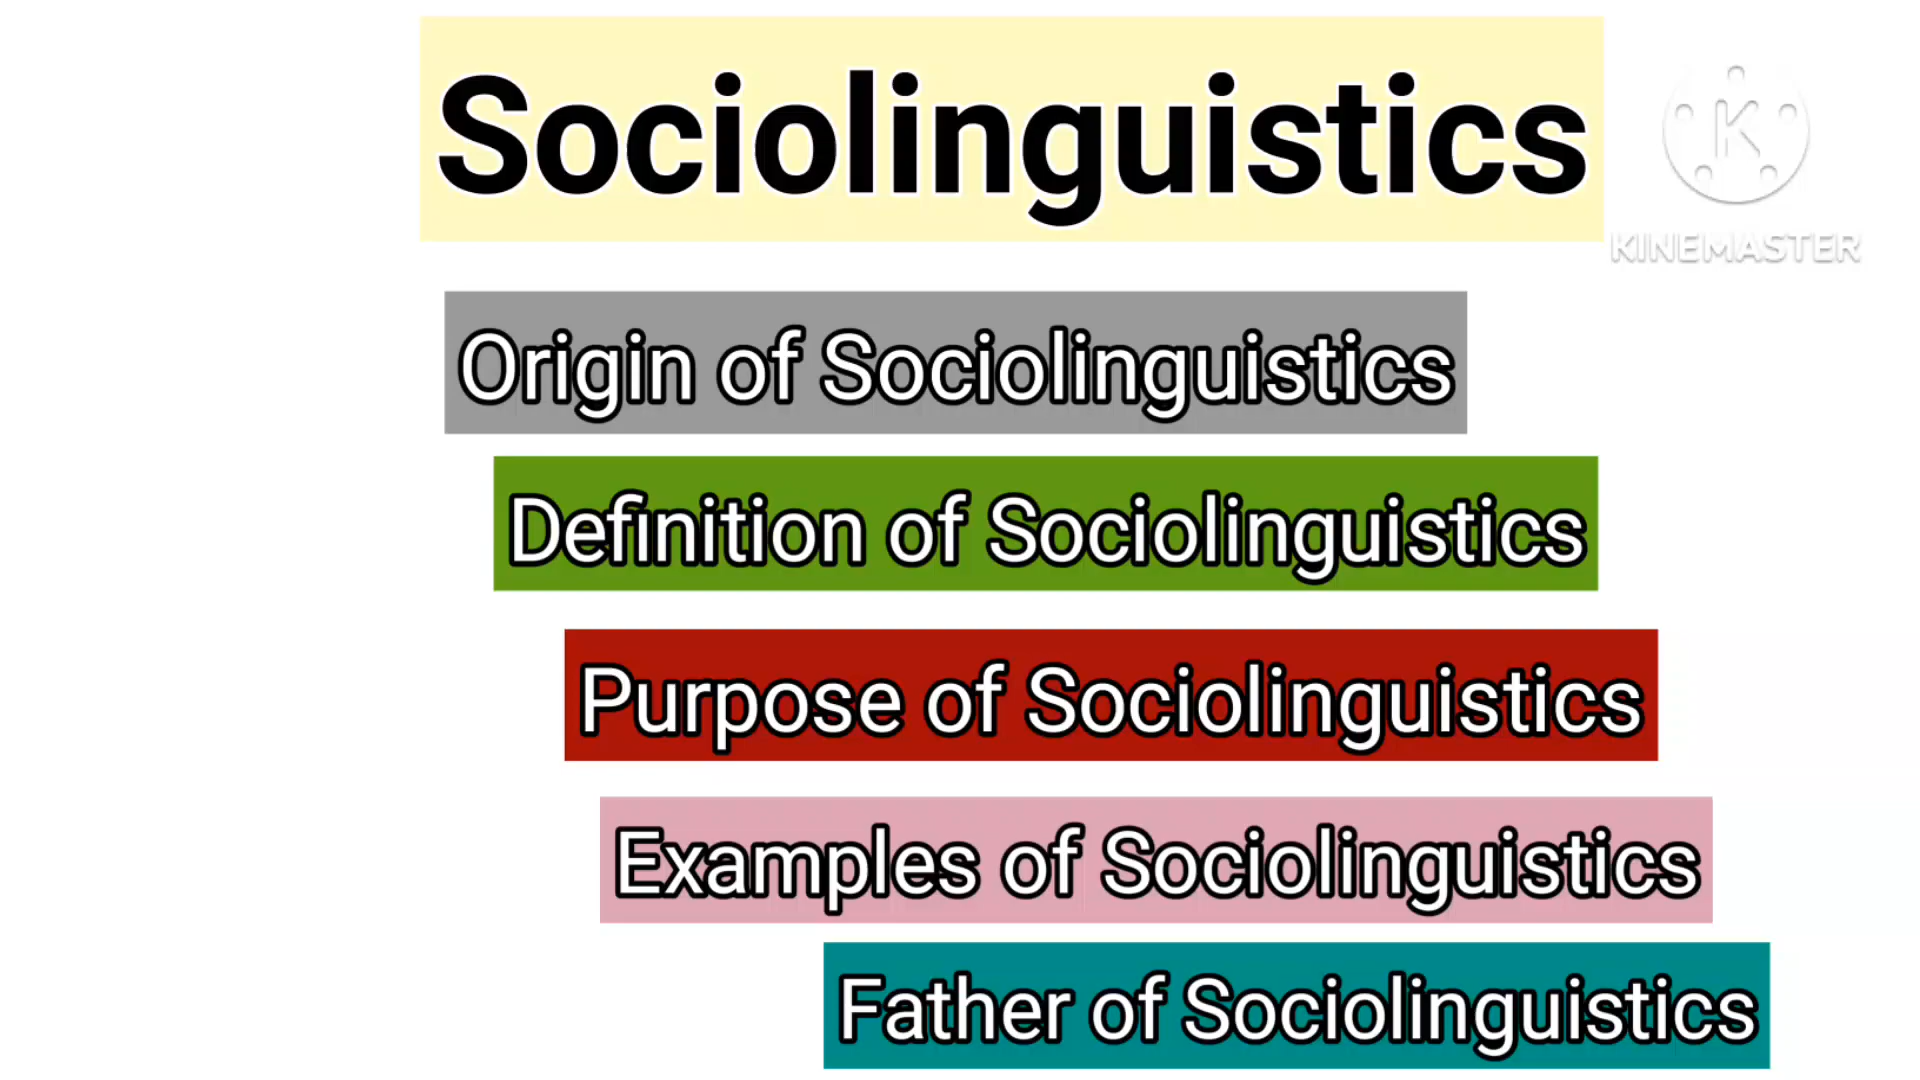 Sociolinguistics
K
KINEMASTER
Origin of Sociolinguistics
Definition of Sociolinguistics
Purpose of Sociolinguistics
Examples of Sociolinguistics
Father of Sociolinguistics